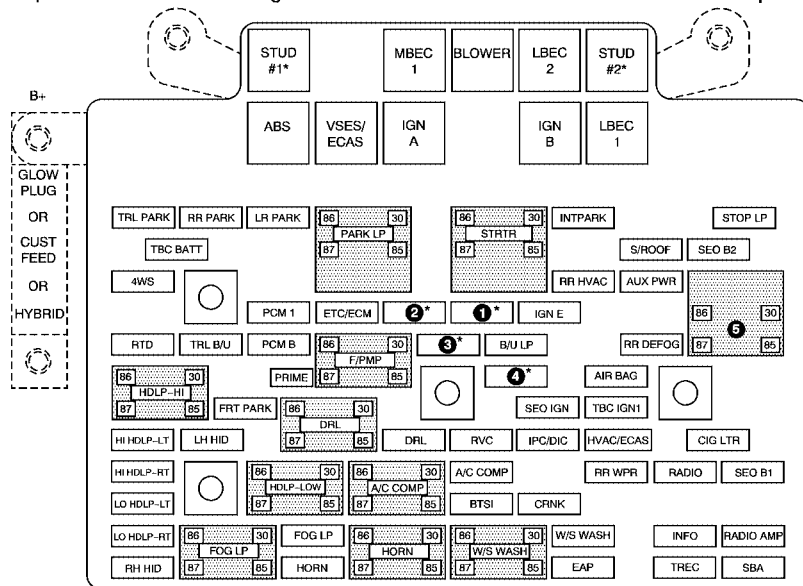 STUD #1*
MBEC 1
BLOWER
LBEC 2
STUD #2*
B+
ABS
VSES/ ECAS
IGN A
IGN B
LBEC 1
GLOW PLUG
OR
CUST FEED
OR
HYBRID
TRL PARK
RR PARK
LR PARK
86 30
PARK LP
87 85
86 30
STRTR
87 85
INTPARK
STOP LP
TBC BATT
S/ROOF
SEO B2
4WS
RR HVAC
AUX PWR
86 30
5
87 85
PCM 1
ETC/ECM
2*
1*
IGN E
RTD
TRL B/U
PCM B
86 30
F/PMP
87 85
3*
B/U LP
RR DEFOG
PRIME
4*
AIR BAG
86 30
HDLP-HI
87 85
FRT PARK
86 30
DRL
87 85
SEO IGN
TBC IGN1
HI HDLP-LT
LH HID
DRL
RVC
IPC/DIC
HVAC/ECAS
CIG LTR
HI HDLP-RT
86 30
HDLP-LOW
87 85
86 30
A/C COMP
87 85
A/C COMP
RR WPR
RADIO
SEO B1
LO HDLP-LT
BTSI
CRNK
LO HDLP-RT
86 30
FOG LP
87 85
FOG LP
86 30
HORN
87 85
86 30
W/S WASH
87 85
W/S WASH
INFO
RADIO AMP
RH HID
HORN
EAP
TREC
SBA